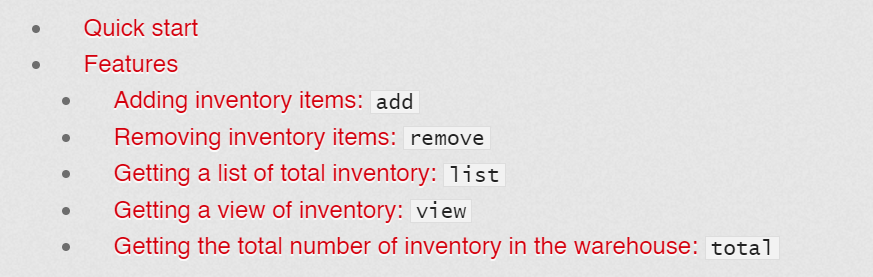 Quick start
Features
Adding inventory items: add
Removing inventory items: remove
Getting a list of total inventory: list
Getting a view of inventory: view
Getting the total number of inventory in the warehouse: total